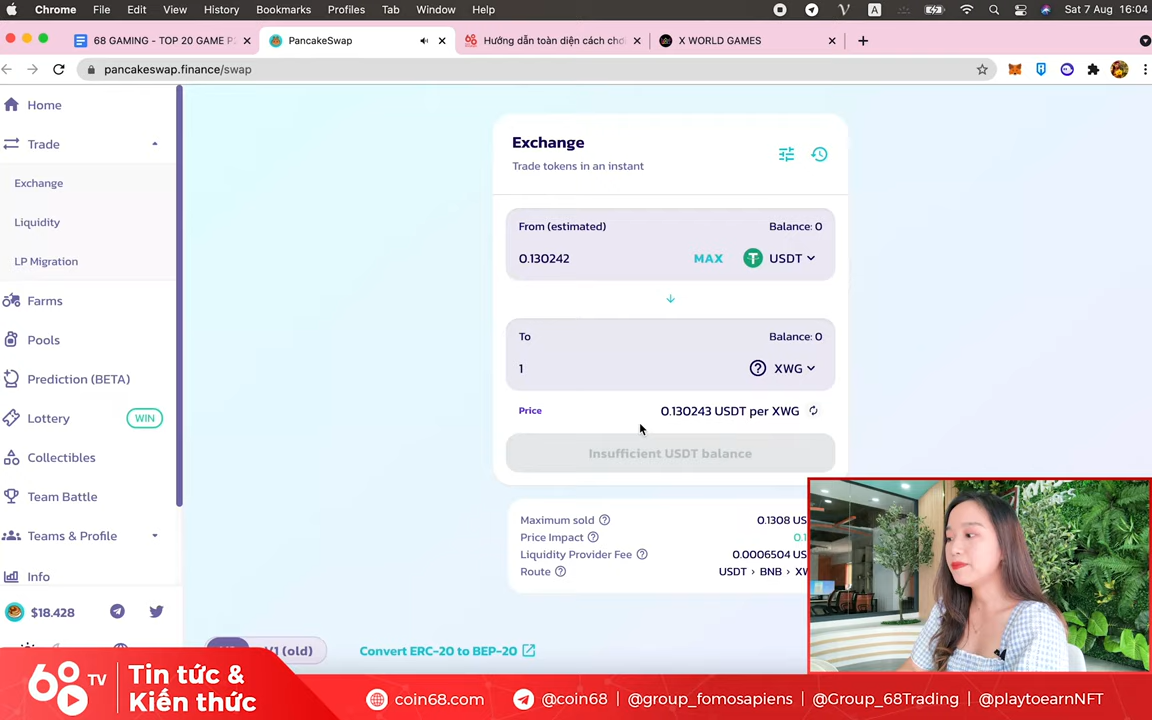 Chrome File Edit View History Bookmarks Profiles Tab Window Help
A
Sat 7 Aug 16:04
68 GAMING - TOP 20 GAME P
PancakeSwap
Hướng dẫn toàn diện cách chơ
X WORLD GAMES
pancakeswap.finance/swap
Home
Trade
Exchange
Liquidity
LP Migration
Farms
Pools
Prediction (BETA)
Lottery
WIN
Collectibles
Team Battle
Teams & Profile
Info
$18.428
Exchange
Trade tokens in an instant
From (estimated) Balance: 0
0.130242 MAX USDT
To Balance: 0
1 XWG
Price 0.130243 USDT per XWG
Insufficient USDT balance
Maximum sold 0.1308 US
Price Impact 0.1
Liquidity Provider Fee 0.0006504 US
Route USDT > BNB > XW
V1 (old)
Convert ERC-20 to BEP-20
68 TV
Tin tức &
Kiến thức
coin68.com
@coin68 | @group_fomosapiens | @Group_68Trading | @playtoearnNFT